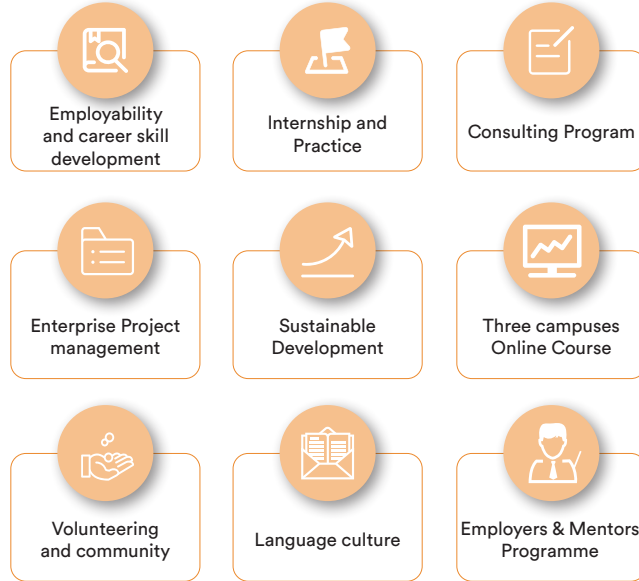 Employability
and career skill
development
Internship and
Practice
Consulting Program
Enterprise Project
management
Sustainable
Development
Three campuses
Online Course
Volunteering
and community
Language culture
Employers & Mentors
Programme